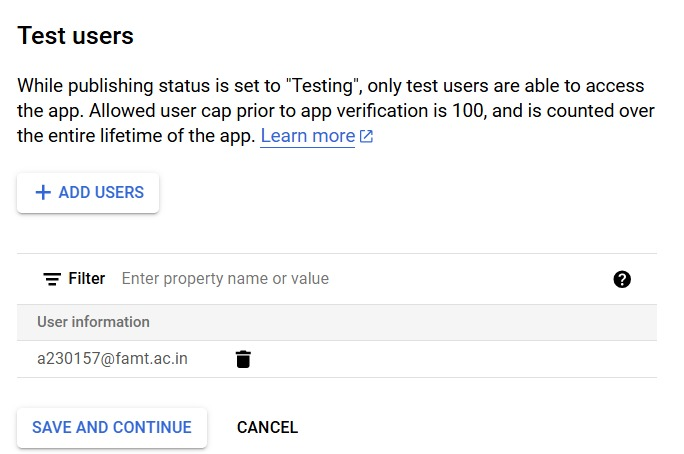 Test users
While publishing status is set to "Testing", only test users are able to access
the app. Allowed user cap prior to app verification is 100, and is counted over
the entire lifetime of the app. Learn more
ADD USERS
Filter Enter property name or value
User information
a230157@famt.ac.in
SAVE AND CONTINUE CANCEL